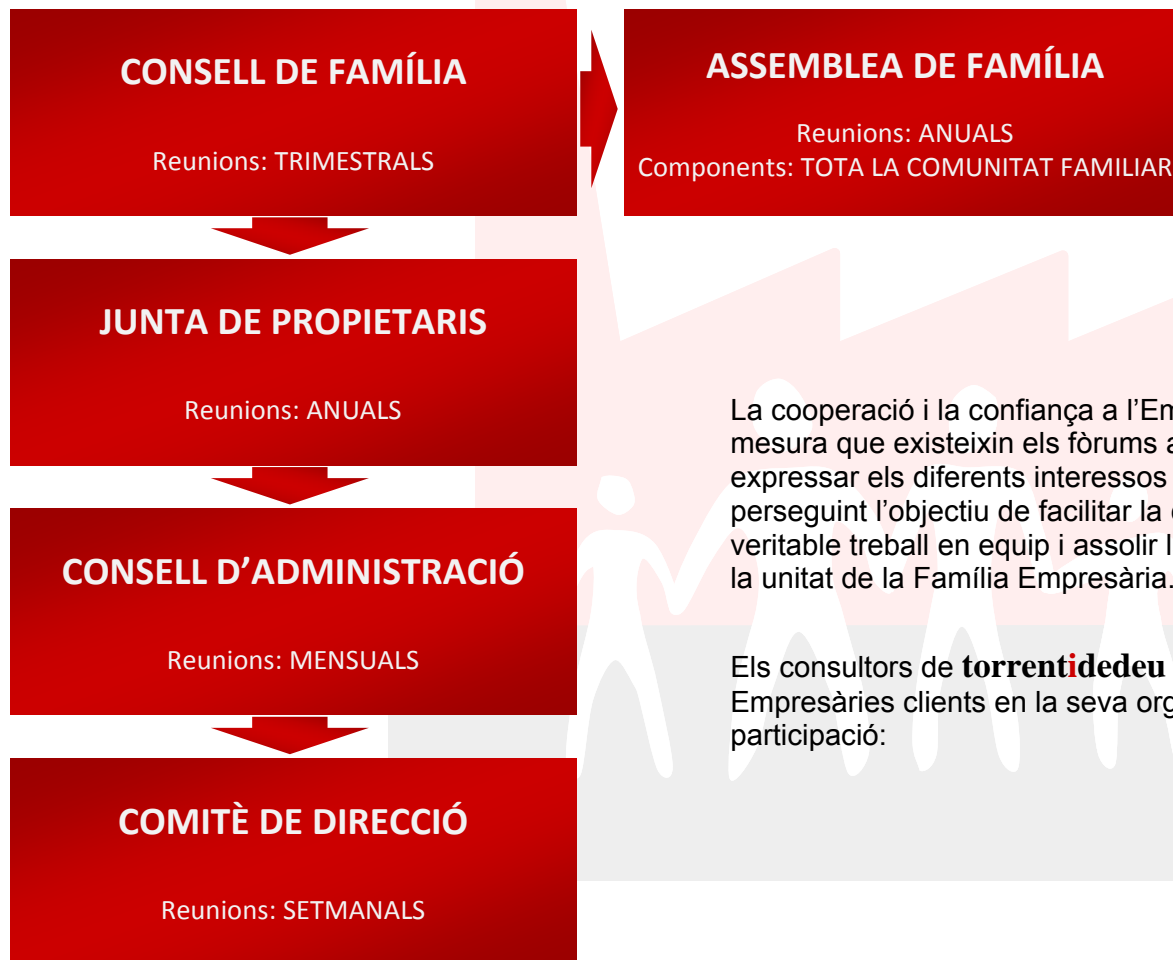 CONSELL DE FAMÍLIA
Reunions: TRIMESTRALS
ASSEMBLEA DE FAMÍLIA
Reunions: ANUALS
Components: TOTA LA COMUNITAT FAMILIAR
JUNTA DE PROPIETARIS
Reunions: ANUALS
CONSELL D’ADMINISTRACIÓ
Reunions: MENSUALS
COMITÈ DE DIRECCIÓ
Reunions: SETMANALS
La cooperació i la confiança a
mesura que existeixin els fòrums
expressar els diferents interessos
perseguint l’objectiu de facilitar la
veritable treball en equip i assolir
la unitat de la Família Empresària.
Els consultors de torrentidedeu
Empresàries clients en la seva
participació: